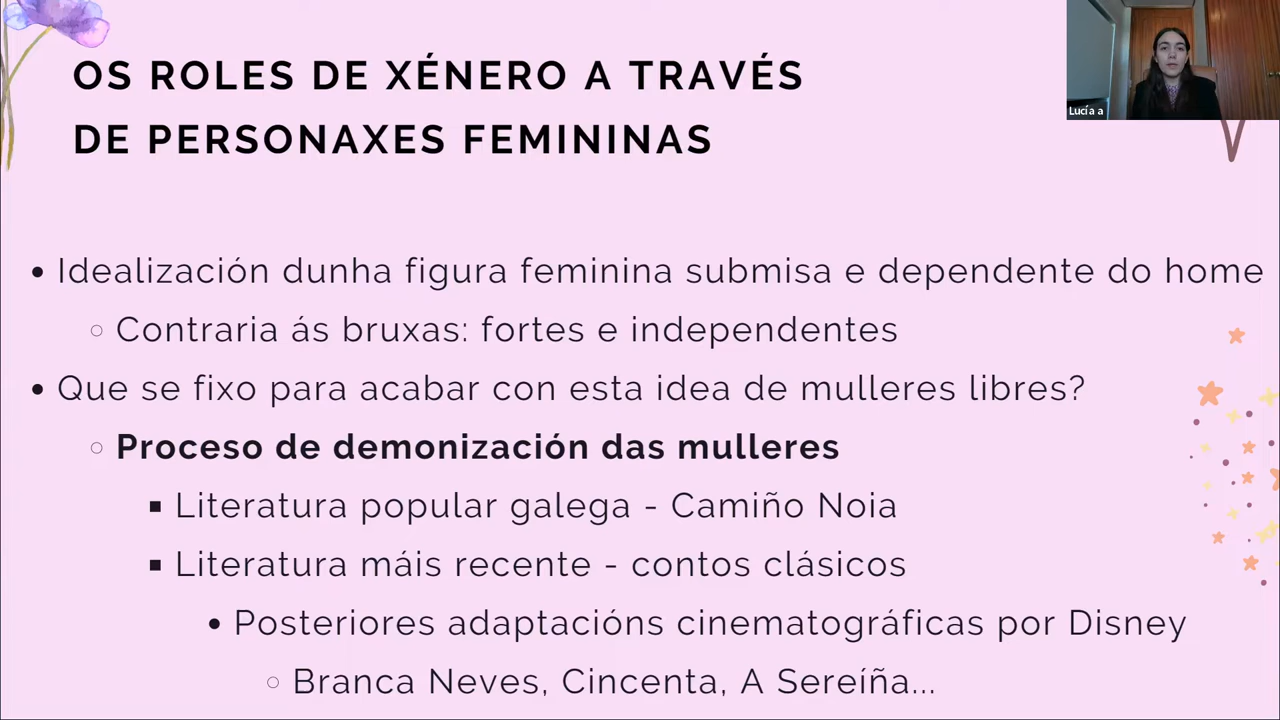 OS ROLES DE XÉNERO A TRAVÉS
DE PERSONAXES FEMININAS
Lucía a
Idealización dunha figura feminina submisa e dependente do home
Contraria ás bruxas: fortes e independentes
Que se fixo para acabar con esta idea de mulleres libres?
Proceso de demonización das mulleres
Literatura popular galega - Camiño Noia
Literatura máis recente - contos clásicos
Posteriores adaptacións cinematográficas por Disney
Branca Neves, Cincenta, A Sereíña...